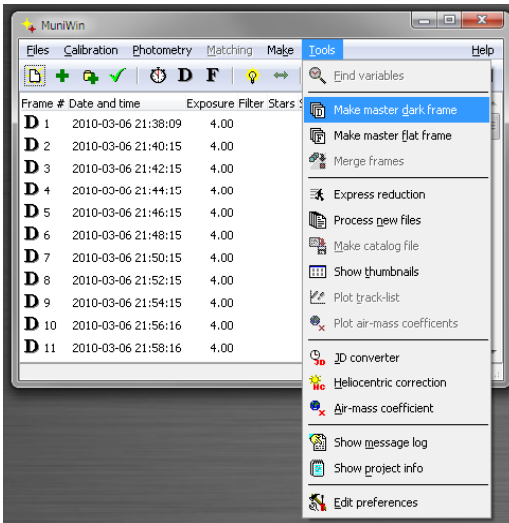 MuniWin
Files Calibration Photometry Matching Make Tools Help
D F
Find variables
Make master dark frame
Make master flat frame
Merge frames
Express reduction
Process new files
Make catalog file
Show thumbnails
Plot track-list
Plot air-mass coefficents
JD converter
Heliocentric correction
Air-mass coefficient
Show message log
Show project info
Edit preferences
Frame # Date and time Exposure Filter Stars
D 1 2010-03-06 21:38:09 4.00
D 2 2010-03-06 21:40:15 4.00
D 3 2010-03-06 21:42:15 4.00
D 4 2010-03-06 21:44:15 4.00
D 5 2010-03-06 21:46:15 4.00
D 6 2010-03-06 21:48:15 4.00
D 7 2010-03-06 21:50:15 4.00
D 8 2010-03-06 21:52:15 4.00
D 9 2010-03-06 21:54:15 4.00
D 10 2010-03-06 21:56:16 4.00
D 11 2010-03-06 21:58:16 4.00